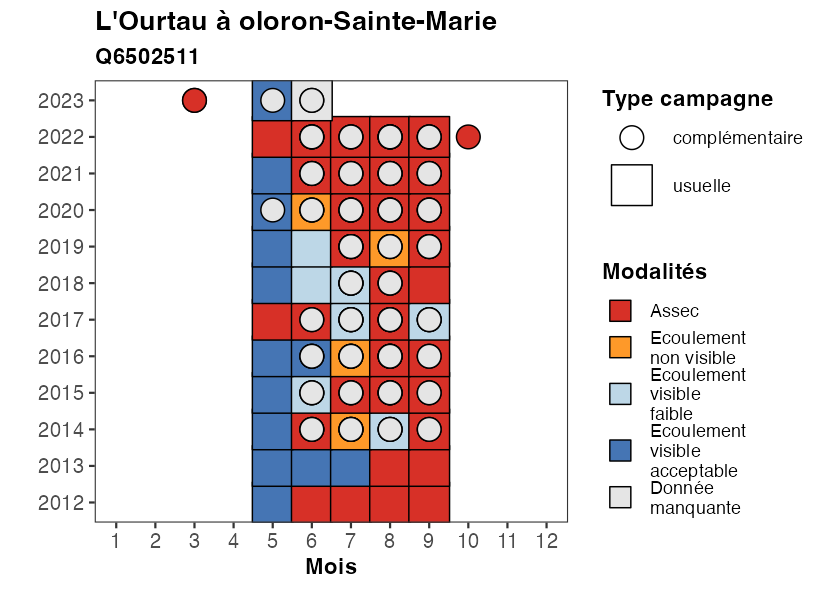 L'Ourtau à oloron-Sainte-Marie
Q6502511
2023
2022
2021
2020
2019
2018
2017
2016
2015
2014
2013
2012
1 2 3 4 5 6 7 8 9 10 11 12
Mois
Type campagne
complémentaire
usuelle
Modalités
Assec
Ecoulement
non visible
Ecoulement
visible
faible
Ecoulement
visible
acceptable
Donnée
manquante